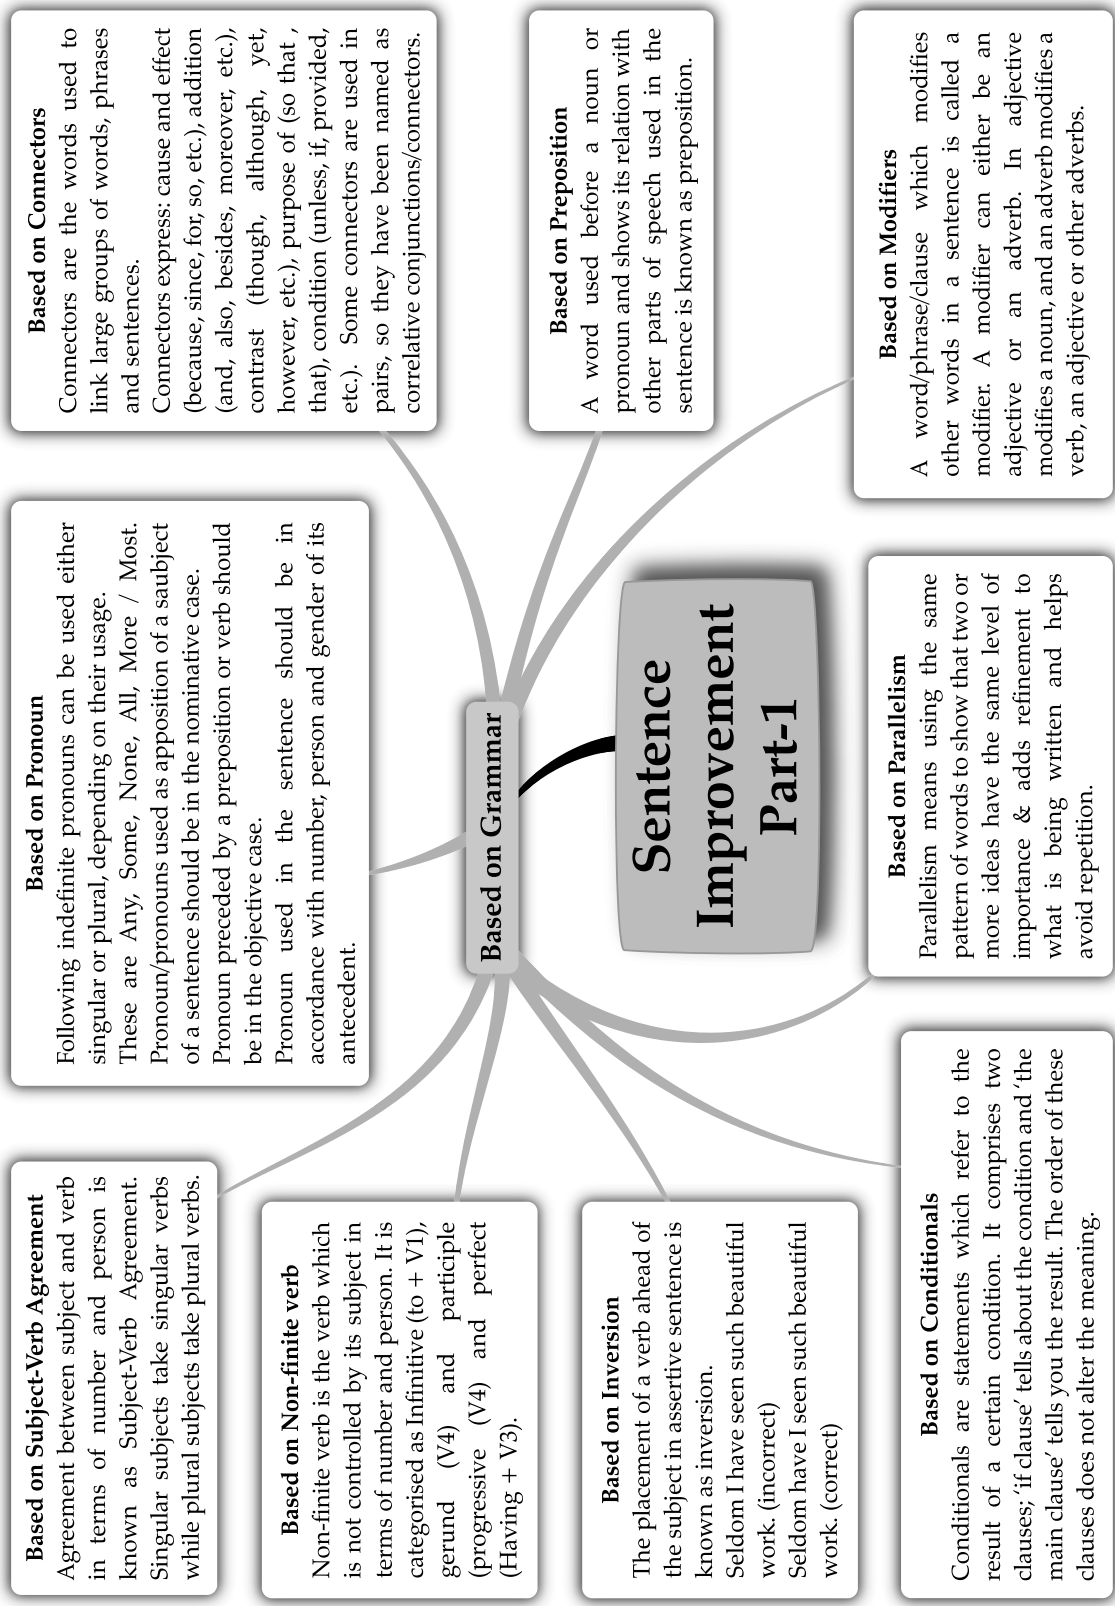 Based on Subject-Verb Agreement
Agreement between subject and verb
in terms of number and person is
known as Subject-Verb Agreement.
Singular subjects take singular verbs
while plural subjects take plural verbs.
Based on Non-finite verb
Non-finite verb is the verb which
is not controlled by its subject in
terms of number and person. It is
categorised as Infinitive (to + V1),
gerund (V4) and participle
(progressive (V4) and perfect
(Having + V3).
Based on Inversion
The placement of a verb ahead of
the subject in assertive sentence is
known as inversion.
Seldom I have seen such beautiful
work. (incorrect)
Seldom have I seen such beautiful
work. (correct)
Based on Conditionals
Conditionals are statements which refer to the
result of a certain condition. It comprises two
clauses; ‘if clause’ tells about the condition and ‘the
main clause’ tells you the result. The order of these
clauses does not alter the meaning.
Based on Pronoun
Following indefinite pronouns can be used either
singular or plural, depending on their usage.
These are Any, Some, None, All, More / Most.
Pronoun/pronouns used as apposition of a saubject
of a sentence should be in the nominative case.
Pronoun preceded by a preposition or verb should
be in the objective case.
Pronoun used in the sentence should be in
accordance with number, person and gender of its
antecedent.
Based on Grammar
Sentence
Improvement
Part-1
Based on Parallelism
Parallelism means using the same
pattern of words to show that two or
more ideas have the same level of
importance & adds refinement to
what is being written and helps
avoid repetition.
Based on Connectors
Connectors are the words used to
link large groups of words, phrases
and sentences.
Connectors express: cause and effect
(because, since, for, so, etc.), addition
(and, also, besides, moreover, etc.),
contrast (though, although, yet,
however, etc.), purpose of (so that ,
that), condition (unless, if, provided,
etc.). Some connectors are used in
pairs, so they have been named as
correlative conjunctions/connectors.
Based on Preposition
A word used before a noun or
pronoun and shows its relation with
other parts of speech used in the
sentence is known as preposition.
Based on Modifiers
A word/phrase/clause which modifies
other words in a sentence is called a
modifier. A modifier can either be an
adjective or an adverb. In adjective
modifies a noun, and an adverb modifies a
verb, an adjective or other adverbs.